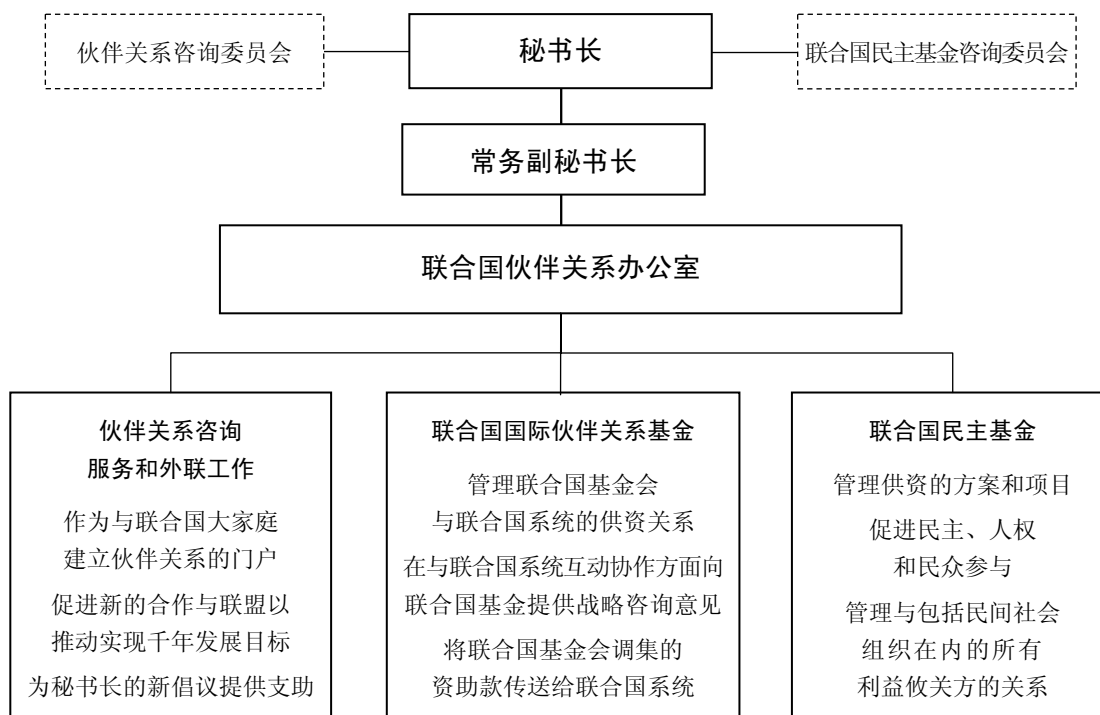 伙伴关系咨询委员会
秘书长
联合国民主基金咨询委员会
常务副秘书长
联合国伙伴关系办公室
伙伴关系咨询
服务和外联工作
作为与联合国大家庭
建立伙伴关系的门户
促进新的合作与联盟以
推动实现千年发展目标
为秘书长的新倡议提供支助
联合国国际伙伴关系基金
管理联合国基金会
与联合国系统的供资关系
在与联合国系统互动协作方面向
联合国基金提供战略咨询意见
将联合国基金会调集的
资助款传送给联合国系统
联合国民主基金
管理供资的方案和项目
促进民主、人权
和民众参与
管理与包括民间社会
组织在内的所有
利益攸关方的关系